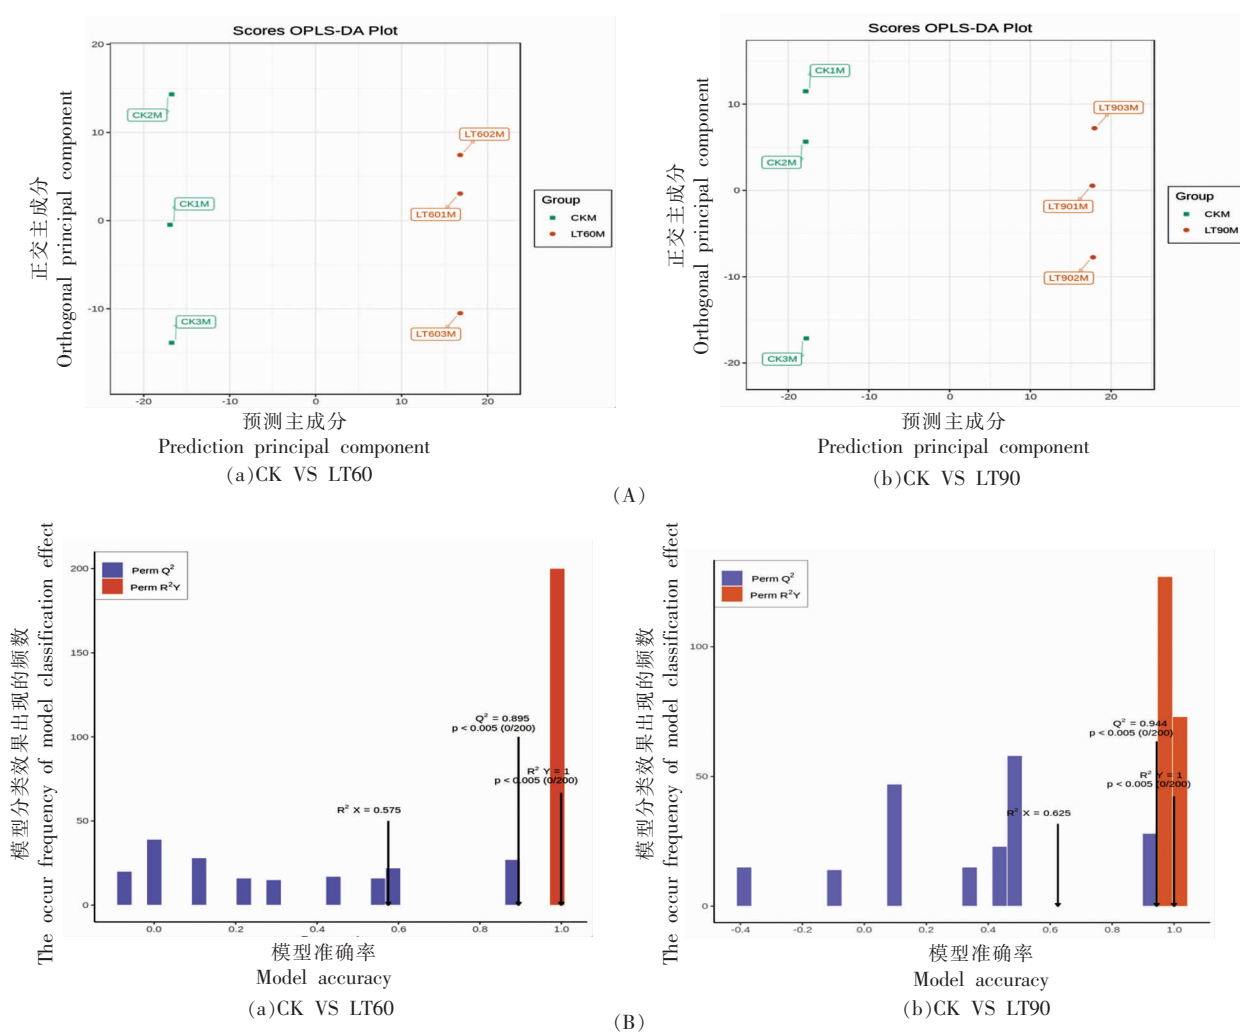 Scores OPLS-DA Plot
20
10
0
-10
-20
-10
0
10
20
CK2M
CK1M
CK3M
LT602M
LT601M
LT603M
Group
CKM
LT60M
正交主成分
Orthogonal principal component
预测主成分
Prediction principal component
(a)CK VS LT60
Scores OPLS-DA Plot
10
0
-10
-20
-20
-10
0
10
20
CK1M
CK2M
CK3M
LT903M
LT901M
LT902M
Group
CKM
LT90M
正交主成分
Orthogonal principal component
预测主成分
Prediction principal component
(b)CK VS LT90
(A)
模型分类效果出现的频数
The occur frequency of model classification effect
Perm Q²
Perm R²Y
200
150
100
50
0
Q² = 0.895
p < 0.005 (0/200)
R² Y = 1
p < 0.005 (0/200)
R² X = 0.575
0.0
0.2
0.4
0.6
0.8
1.0
模型准确率
Model accuracy
(a)CK VS LT60
模型分类效果出现的频数
The occur frequency of model classification effect
Perm Q²
Perm R²Y
100
50
0
Q² = 0.944
p < 0.005 (0/200)
R² Y = 1
p < 0.005 (0/200)
R² X = 0.625
-0.4
-0.2
0.0
0.2
0.4
0.6
0.8
1.0
模型准确率
Model accuracy
(b)CK VS LT90
(B)